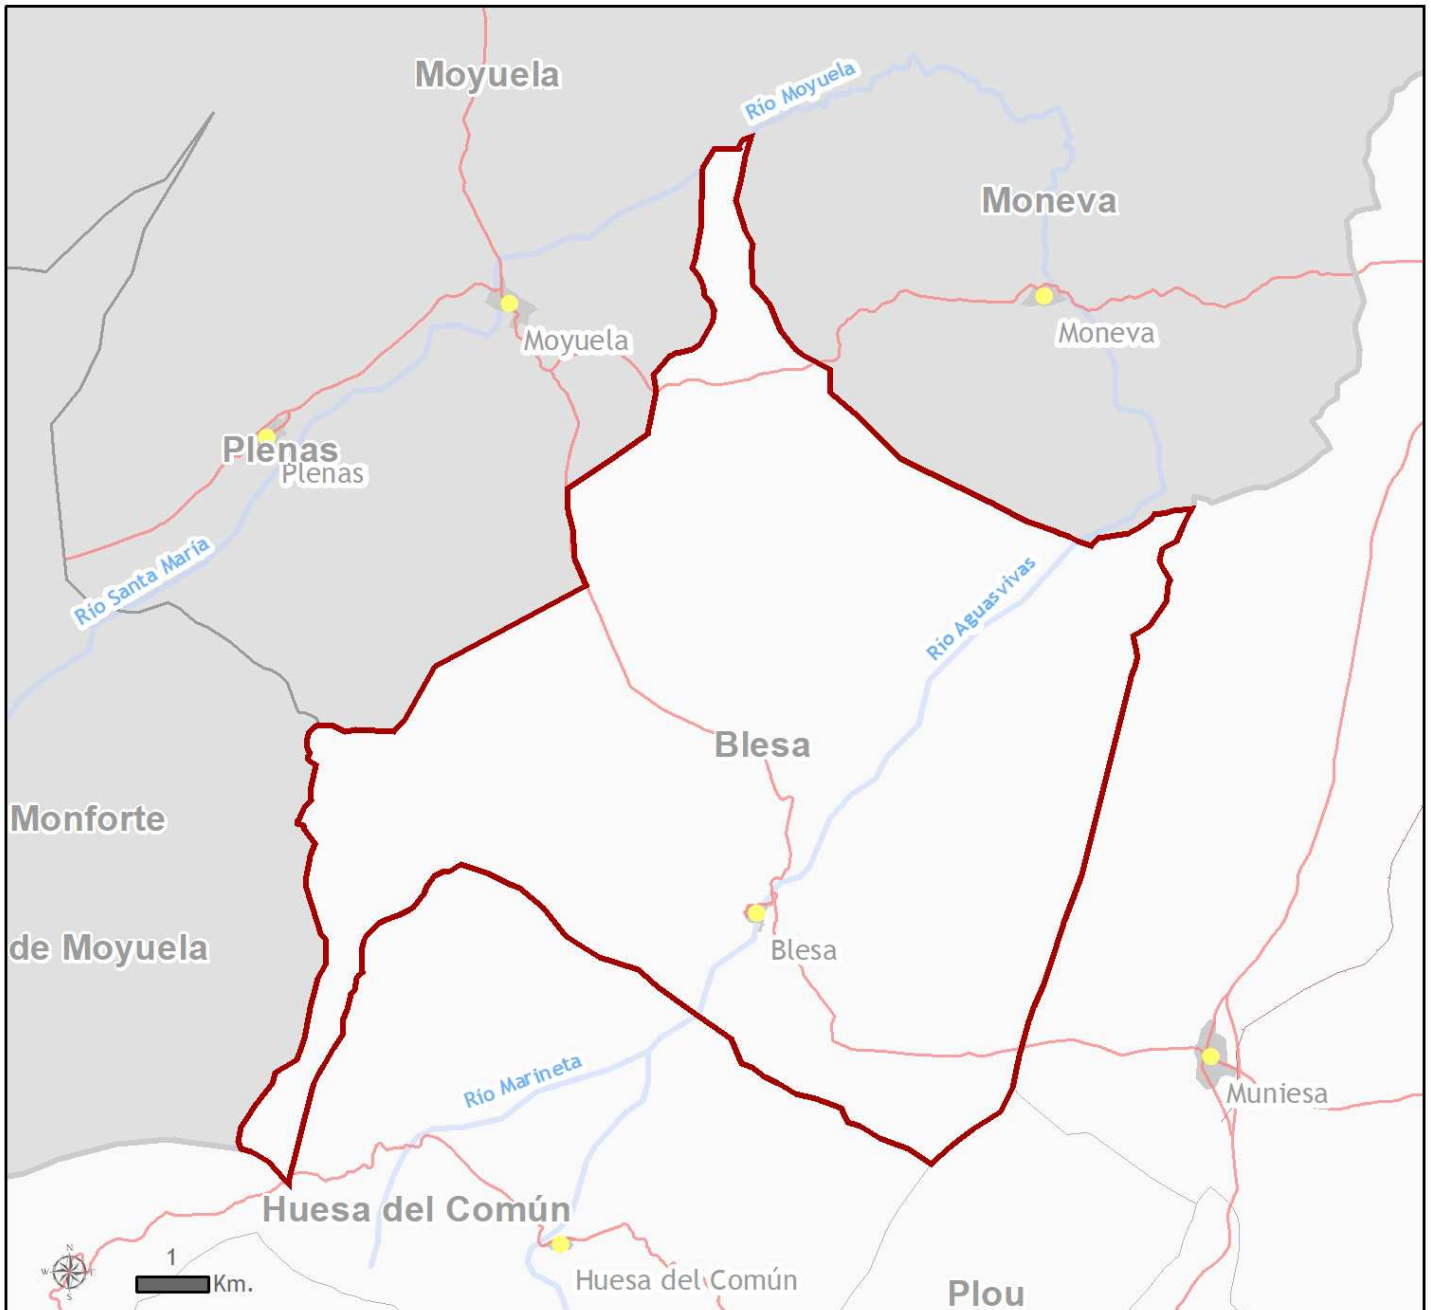 Moyuela
Río Moyuela
Moneva
Moyuela
Moneva
Plenas
Plenas
Río Santa María
Río Aguasvivas
Blesa
Monforte
de Moyuela
Blesa
Río Marineta
Muniesa
Huesa del Común
Huesa del Común
Plou
N
W
E
S
1
Km.